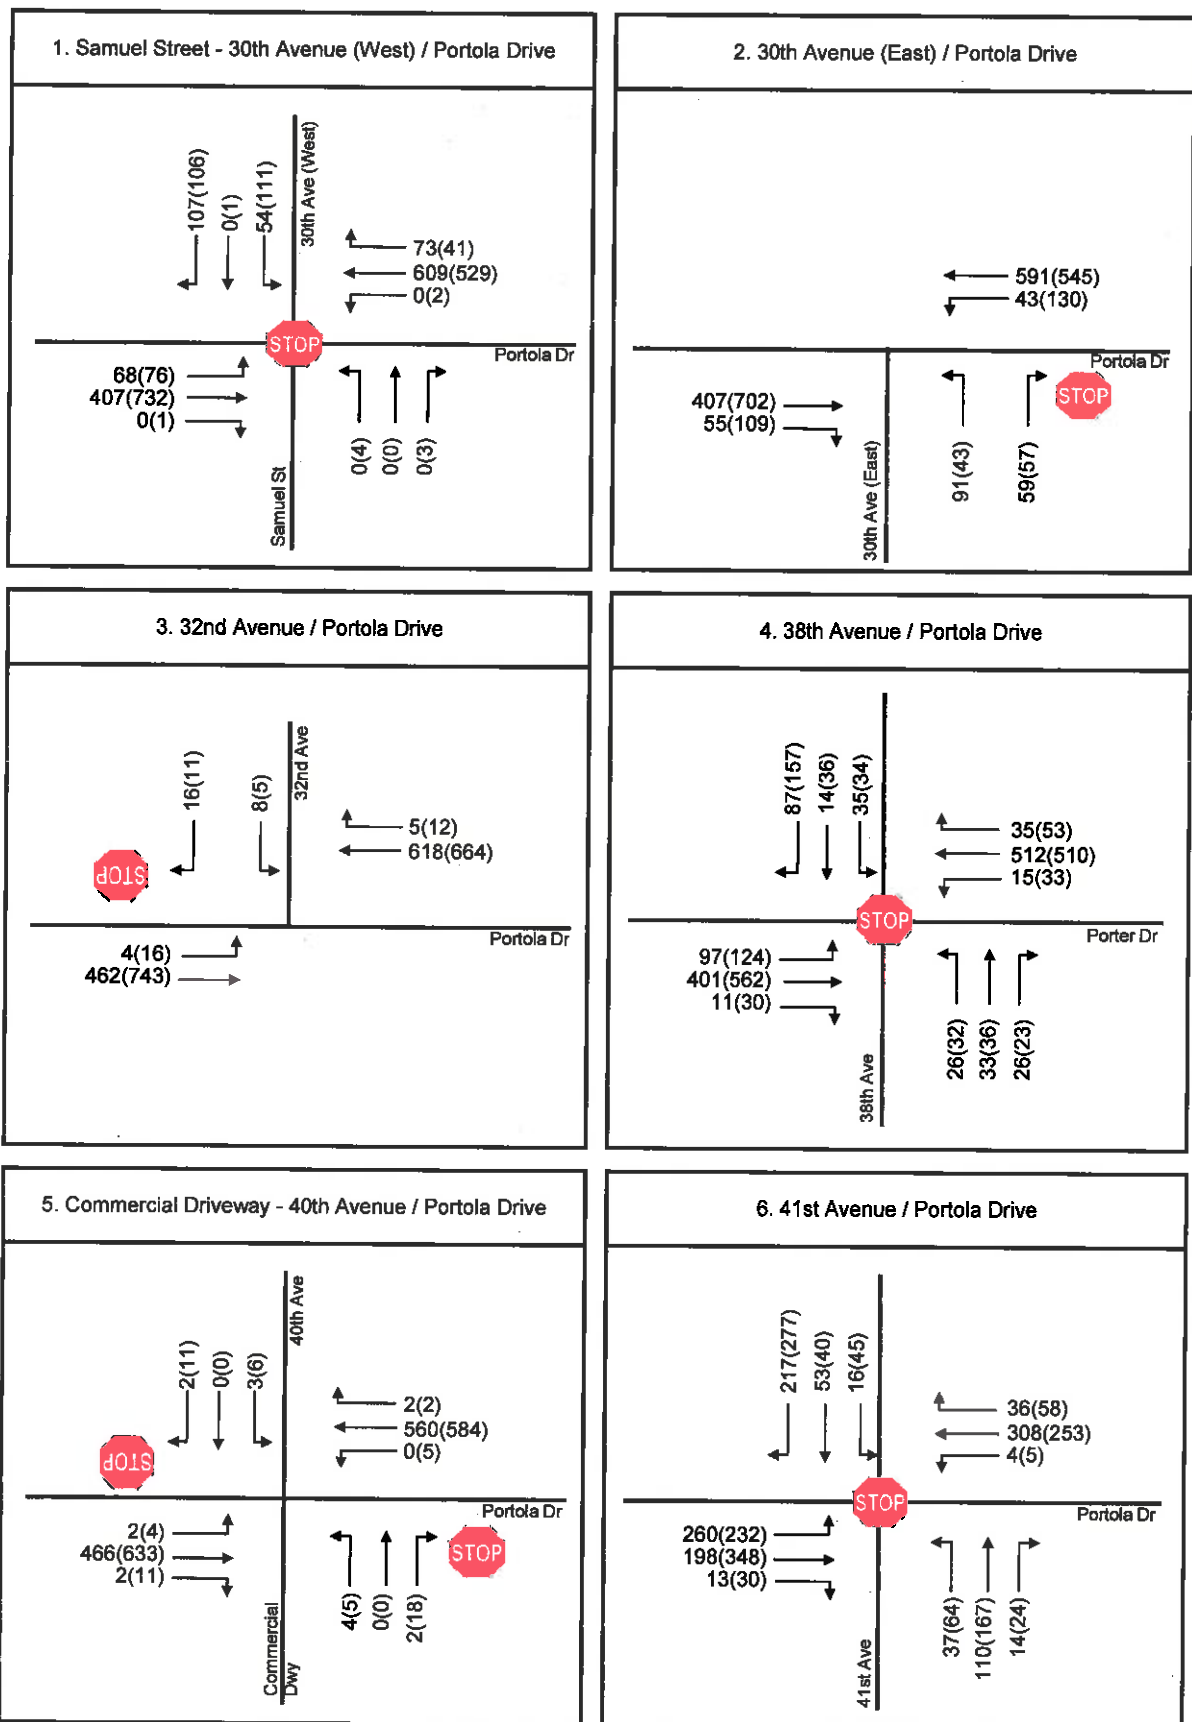 1. Samuel Street - 30th Avenue (West) / Portola Drive
107(106)
0(1)
54(111)
30th Ave (West)
73(41)
609(529)
0(2)
STOP
Portola Dr
68(76)
407(732)
0(1)
Samuel St
0(4)
0(0)
0(3)
2. 30th Avenue (East) / Portola Drive
591(545)
43(130)
Portola Dr
STOP
407(702)
55(109)
30th Ave (East)
91(43)
59(57)
3. 32nd Avenue / Portola Drive
16(11)
8(5)
32nd Ave
5(12)
618(664)
STOP
Portola Dr
4(16)
462(743)
4. 38th Avenue / Portola Drive
87(157)
14(36)
35(34)
35(53)
512(510)
15(33)
STOP
Porter Dr
97(124)
401(562)
11(30)
38th Ave
26(32)
33(36)
26(23)
5. Commercial Driveway - 40th Avenue / Portola Drive
2(11)
0(0)
3(6)
40th Ave
2(2)
560(584)
0(5)
STOP
Portola Dr
2(4)
466(633)
2(11)
Commercial
Dwy
4(5)
0(0)
2(18)
STOP
6. 41st Avenue / Portola Drive
217(277)
53(40)
16(45)
36(58)
308(253)
4(5)
STOP
Portola Dr
260(232)
198(348)
13(30)
41st Ave
37(64)
110(167)
14(24)